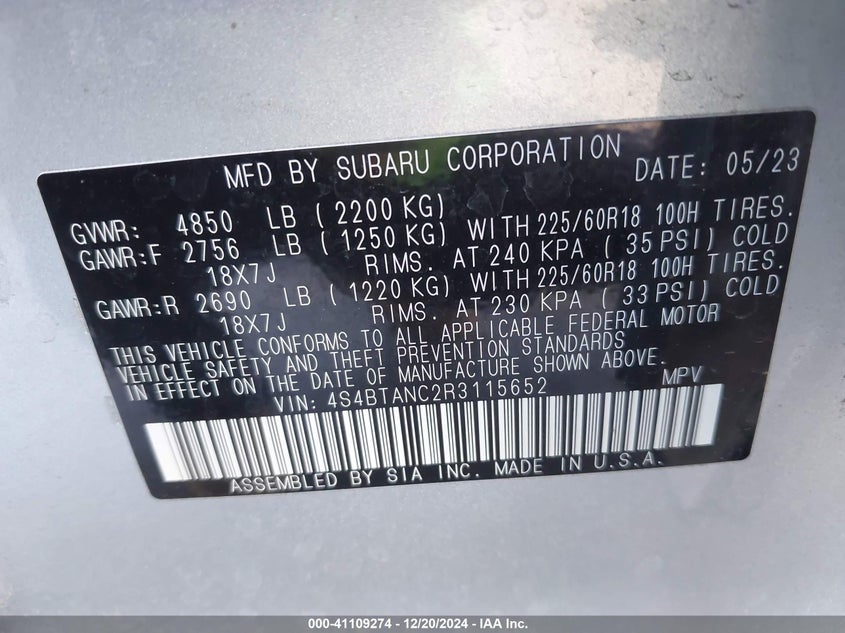 MFD BY SUBARU CORPORATION DATE: 05/23
GVWR: 4850 LB ( 2200 KG)
GAWR:F 2756 LB ( 1250 KG) WITH 225/60R18 100H TIRES.
18X7J RIMS. AT 240 KPA ( 35 PSI) COLD
GAWR:R 2690 LB ( 1220 KG) WITH 225/60R18 100H TIRES.
18X7J RIMS. AT 230 KPA ( 33 PSI) COLD
THIS VEHICLE CONFORMS TO ALL APPLICABLE FEDERAL MOTOR
VEHICLE SAFETY AND THEFT PREVENTION STANDARDS
IN EFFECT ON THE DATE OF MANUFACTURE SHOWN ABOVE.
VIN: 4S4BTANC2R3115652 MPV
ASSEMBLED BY SIA INC. MADE IN U.S.A.
000-41109274 - 12/20/2024 - IAA Inc.